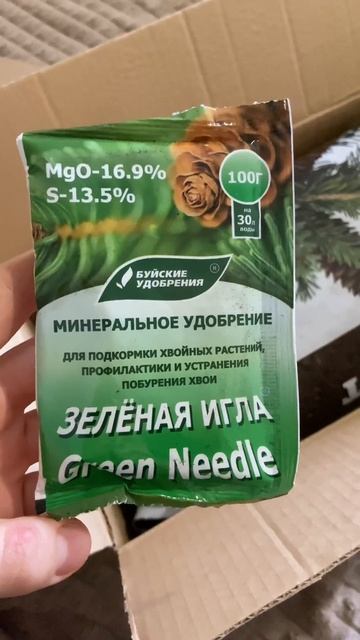 MgO-16.9%
S-13.5%
100г
на
30л
воды
БУЙСКИЕ
УДОБРЕНИЯ
МИНЕРАЛЬНОЕ УДОБРЕНИЕ
ДЛЯ ПОДКОРМКИ ХВОЙНЫХ РАСТЕНИЙ,
ПРОФИЛАКТИКИ И УСТРАНЕНИЯ
ПОБУРЕНИЯ ХВОИ
ЗЕЛЁНАЯ ИГЛА
Green Needle